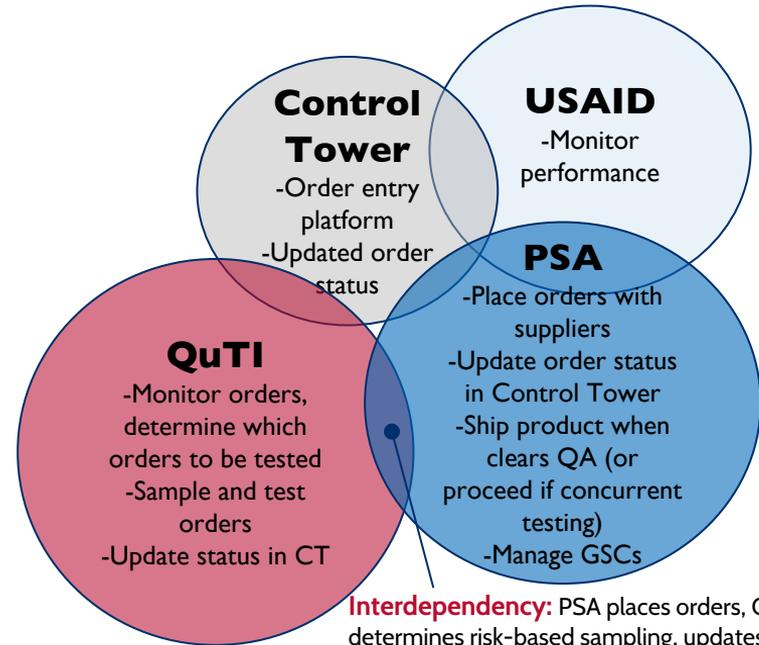 Control
Tower
-Order entry
platform
-Updated order
status
USAID
-Monitor
performance
PSA
-Place orders with
suppliers
-Update order status
in Control Tower
-Ship product when
clears QA (or
proceed if concurrent
testing)
-Manage GSCs
QuTI
-Monitor orders,
determine which
orders to be tested
-Sample and test
orders
-Update status in CT
Interdependency: PSA places orders,
determines risk-based sampling, updates